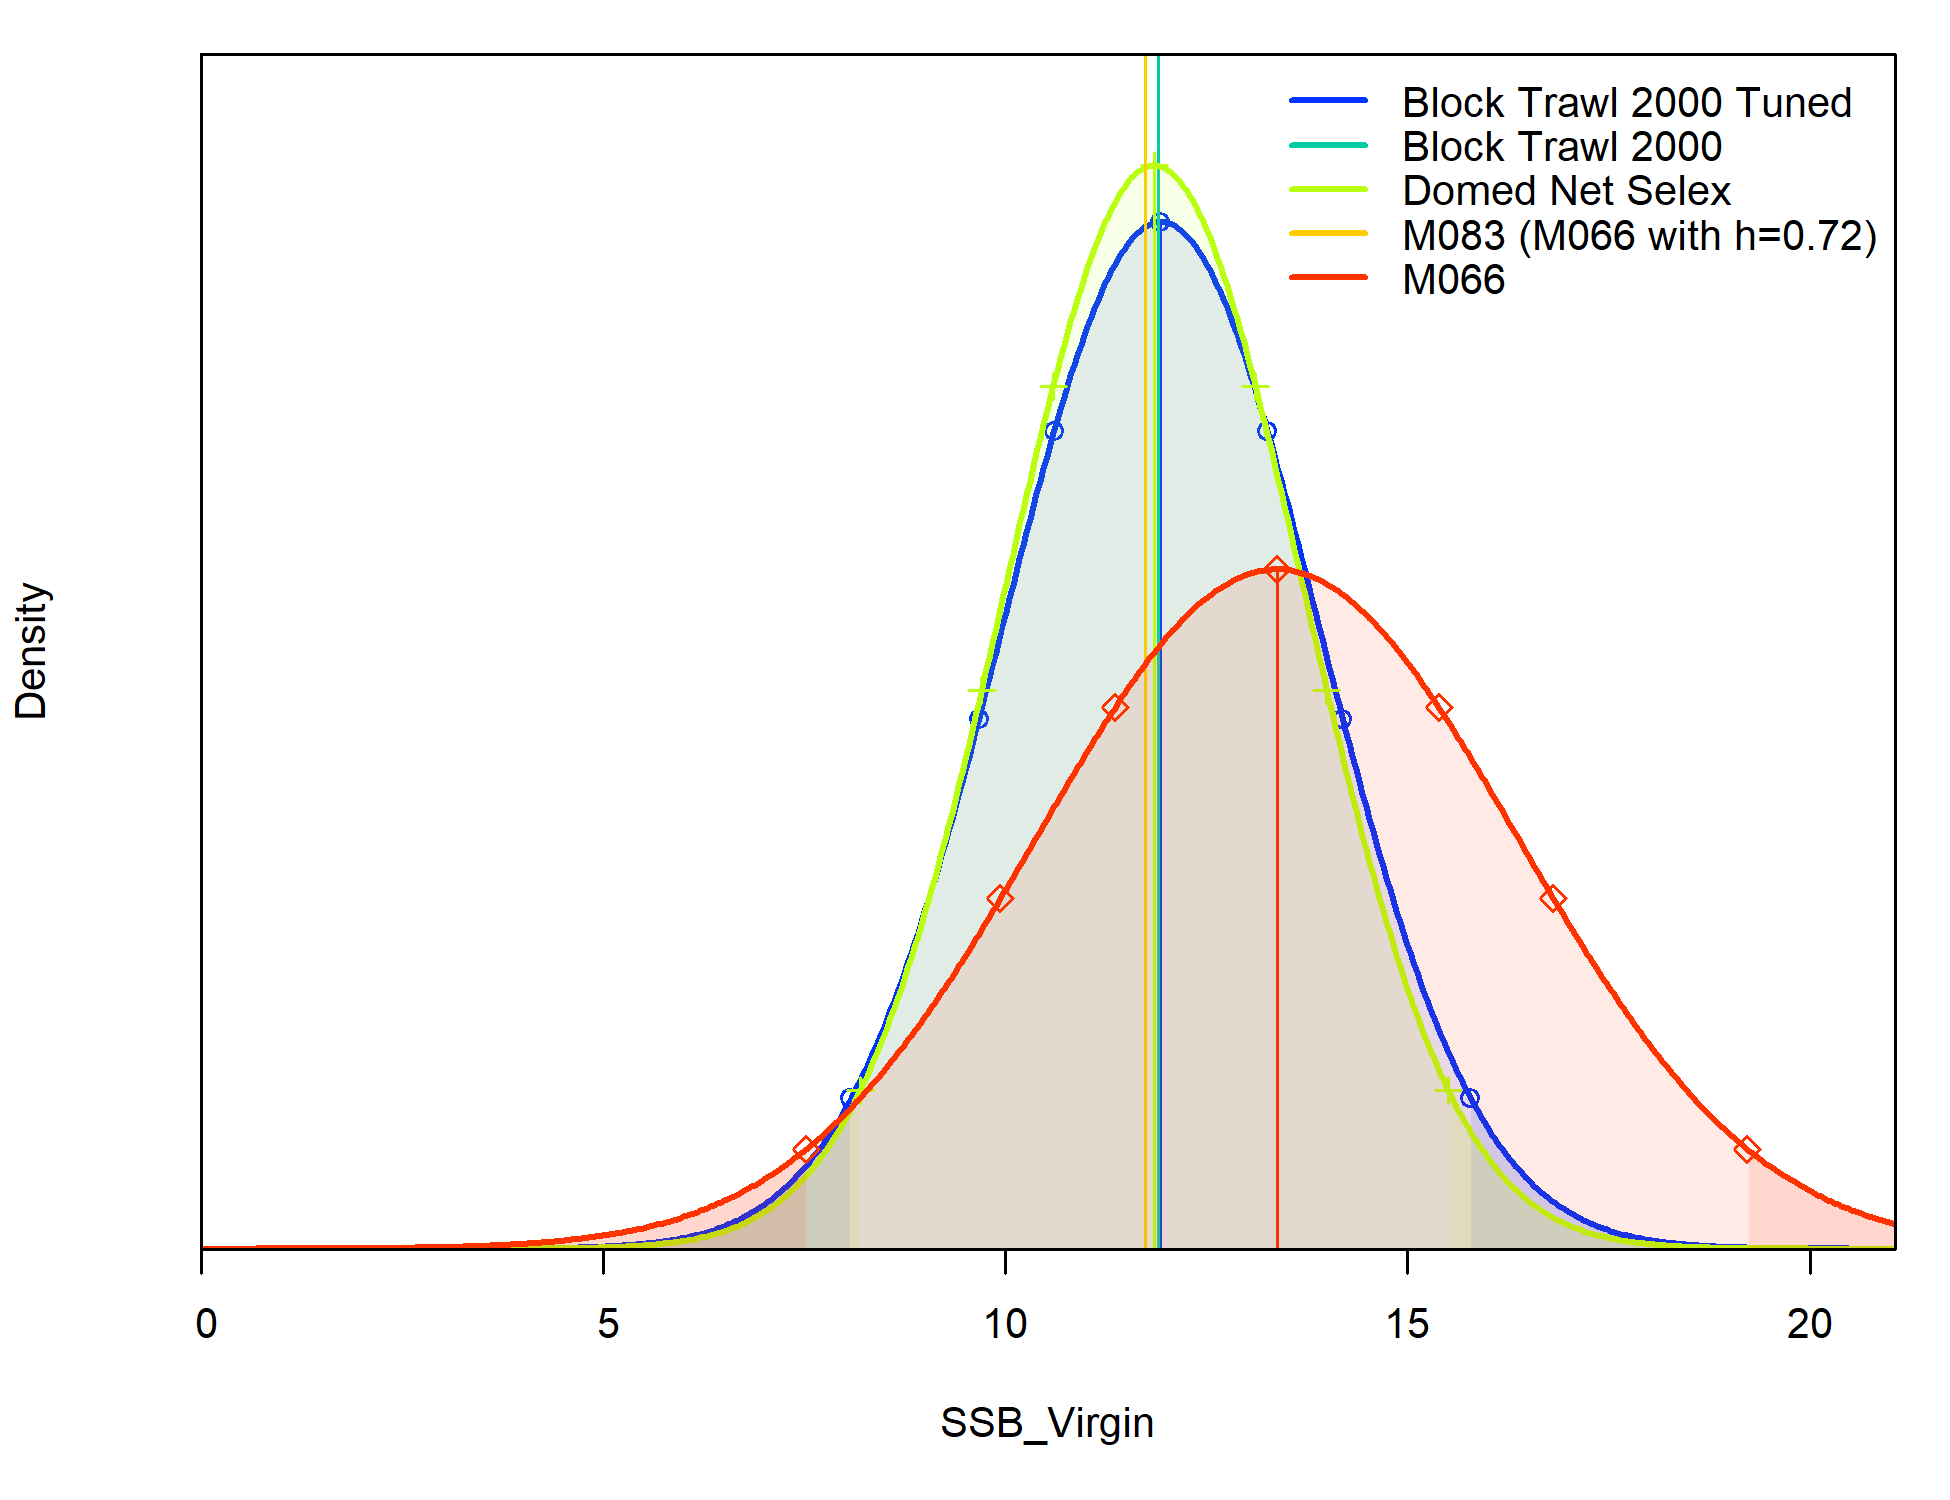 Block Trawl 2000 Tuned
Block Trawl 2000
Domed Net Selex
M083 (M066 with h=0.72)
M066
Density
0 5 10 15 20
SSB_Virgin